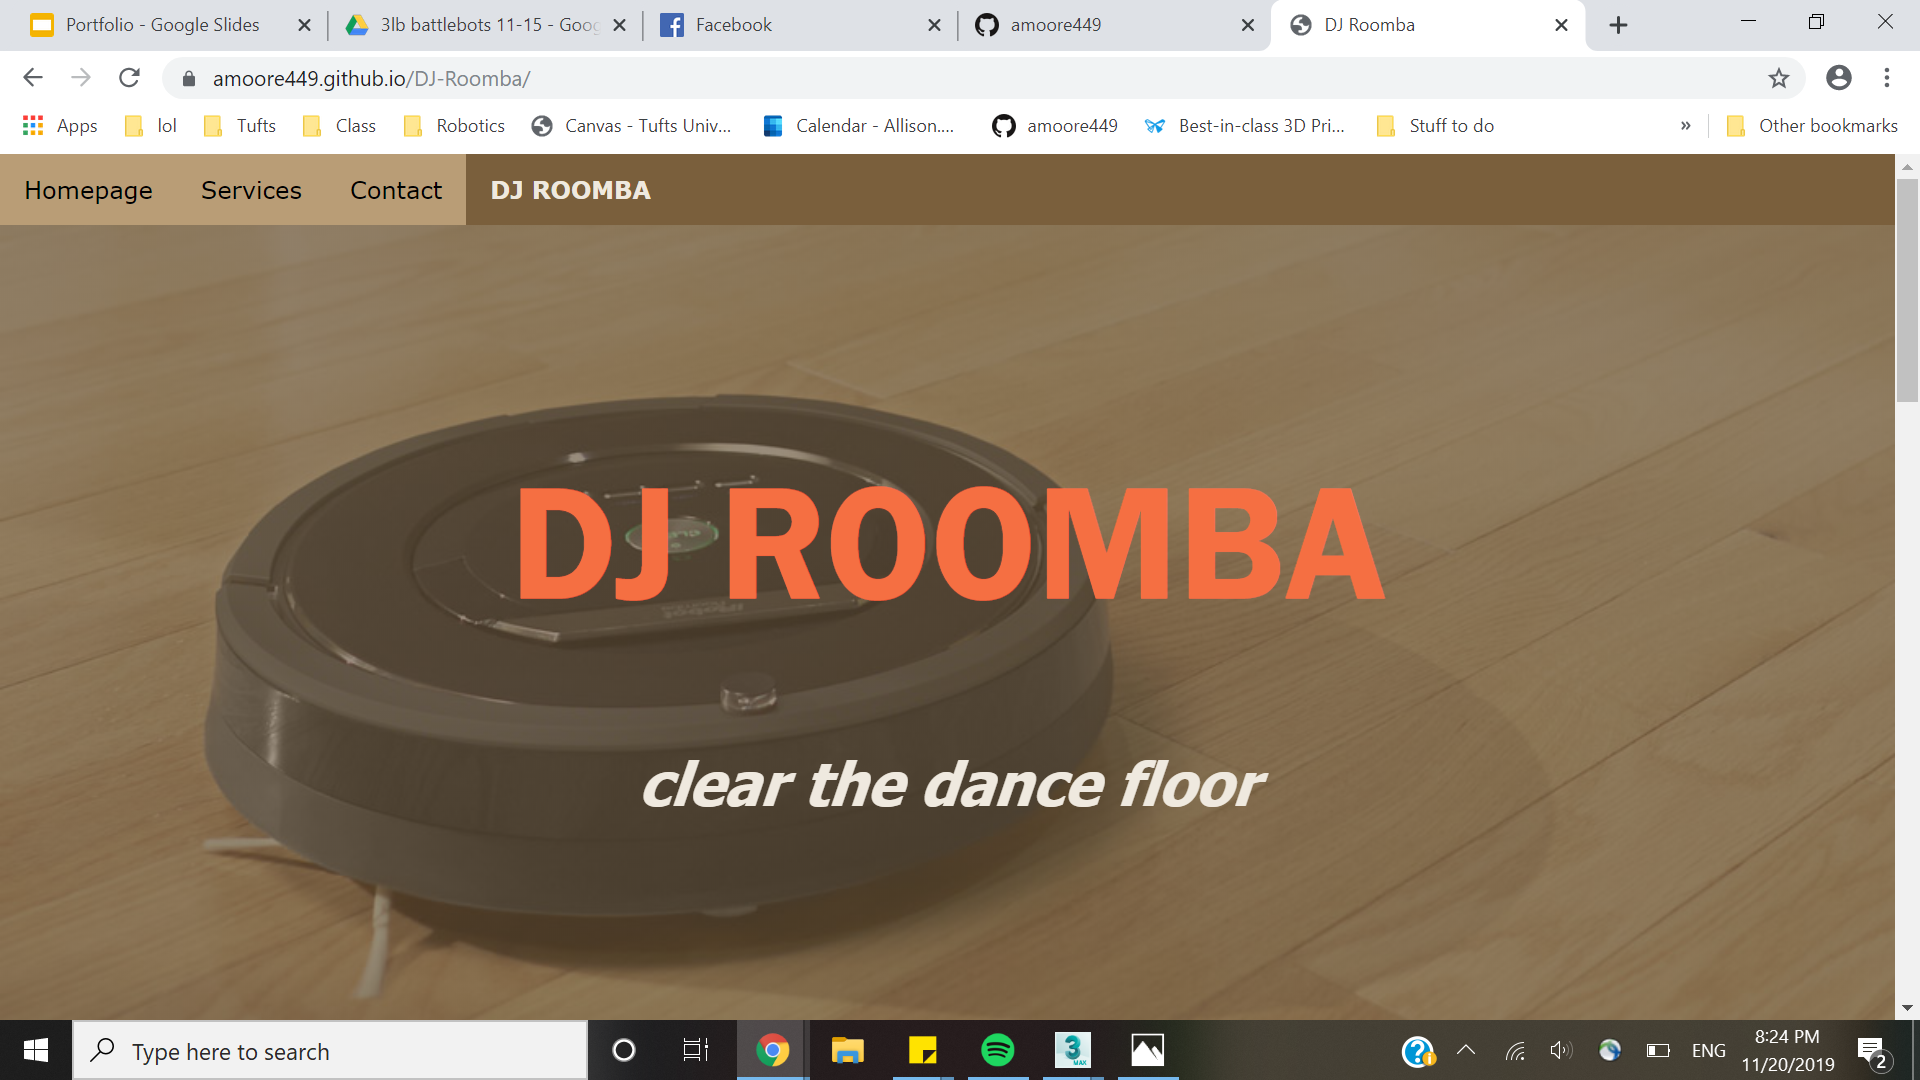 Portfolio - Google Slides
3lb battlebots 11-15 - Goog
Facebook
amoore449
DJ Roomba
amoore449.github.io/DJ-Roomba/
Apps
lol
Tufts
Class
Robotics
Canvas - Tufts Univ...
Calendar - Allison....
amoore449
Best-in-class 3D Pri...
Stuff to do
»
Other bookmarks
Homepage
Services
Contact
DJ ROOMBA
DJ ROOMBA
clear the dance floor
Type here to search
3
MAX
ENG
8:24 PM
11/20/2019
2